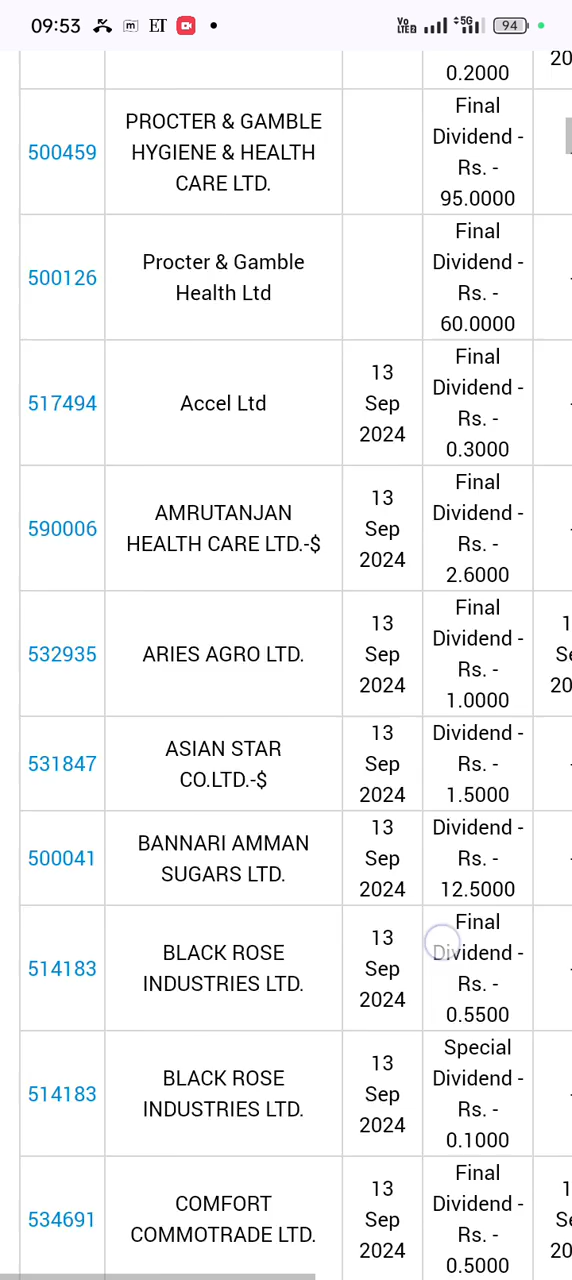 09:53 m ET Vo LTE2 5G 94
20
0.2000
500459
PROCTER & GAMBLE
HYGIENE & HEALTH
CARE LTD.
Final
Dividend -
Rs. -
95.0000
500126
Procter & Gamble
Health Ltd
Final
Dividend -
Rs. -
60.0000
517494
Accel Ltd
13
Sep
2024
Final
Dividend -
Rs. -
0.3000
590006
AMRUTANJAN
HEALTH CARE LTD.-$
13
Sep
2024
Final
Dividend -
Rs. -
2.6000
532935
ARIES AGRO LTD.
13
Sep
2024
Final
Dividend -
Rs. -
1.0000
1
Se
20
531847
ASIAN STAR
CO.LTD.-$
13
Sep
2024
Dividend -
Rs. -
1.5000
500041
BANNARI AMMAN
SUGARS LTD.
13
Sep
2024
Dividend -
Rs. -
12.5000
514183
BLACK ROSE
INDUSTRIES LTD.
13
Sep
2024
Final
Dividend -
Rs. -
0.5500
514183
BLACK ROSE
INDUSTRIES LTD.
13
Sep
2024
Special
Dividend -
Rs. -
0.1000
534691
COMFORT
COMMOTRADE LTD.
13
Sep
2024
Final
Dividend -
Rs. -
0.5000
1
Se
20